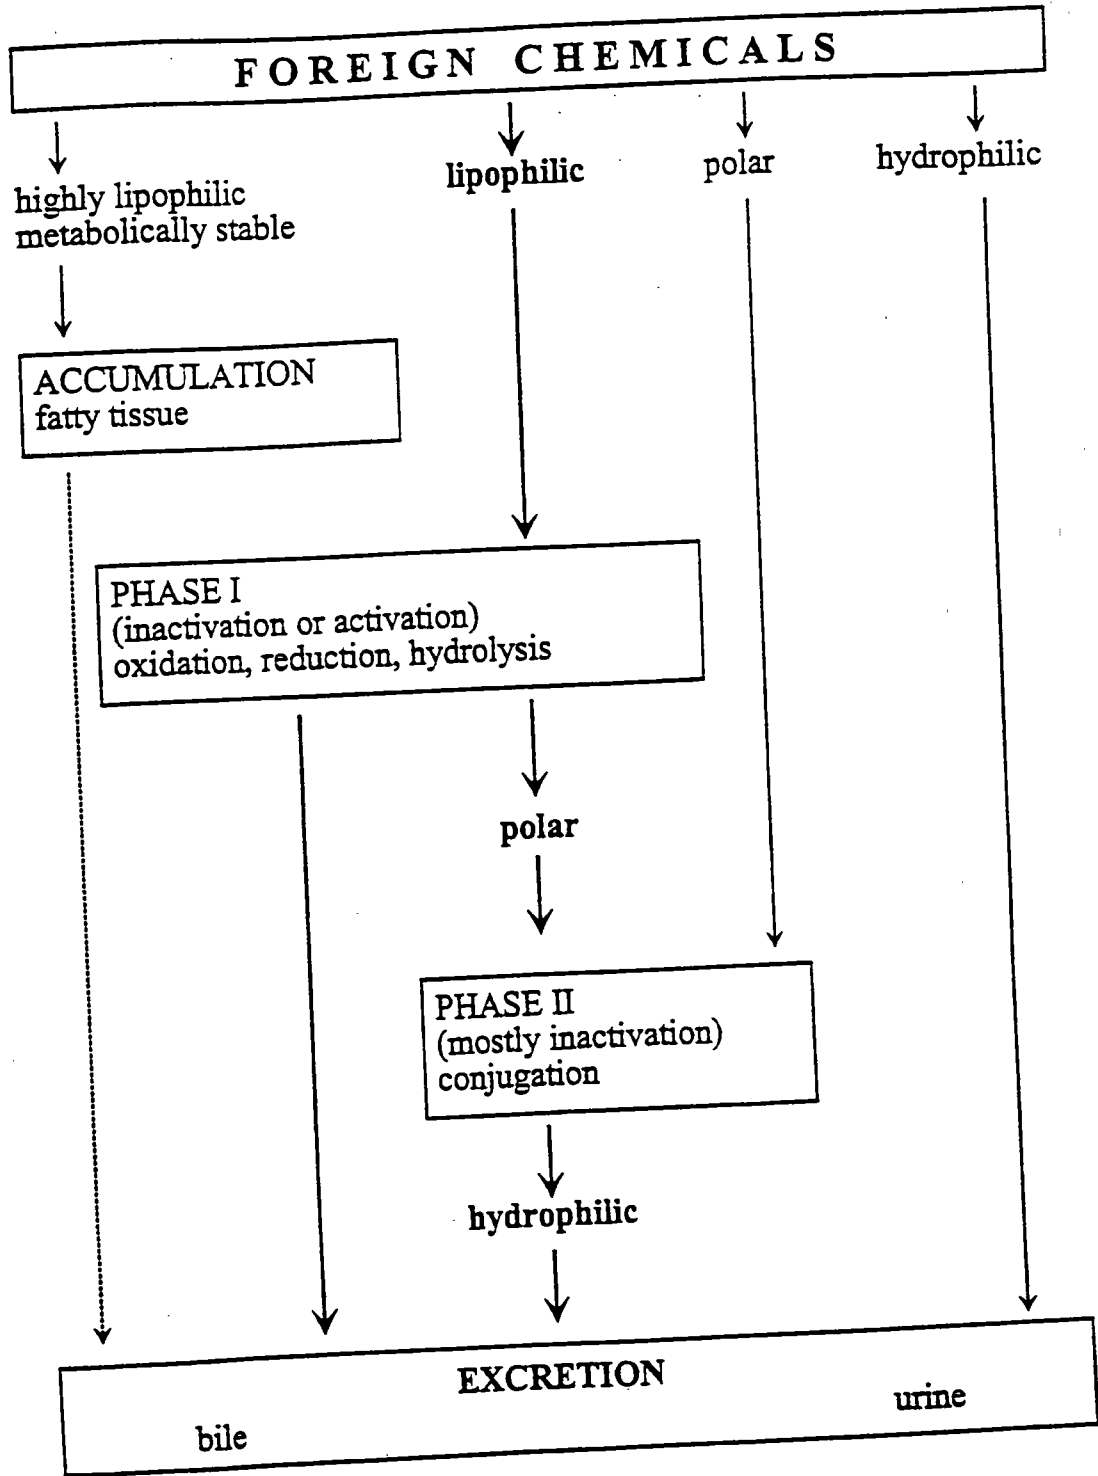 FOREIGN CHEMICALS
highly lipophilic
metabolically stable
lipophilic
polar
hydrophilic
ACCUMULATION
fatty tissue
PHASE I
(inactivation or activation)
oxidation, reduction, hydrolysis
polar
PHASE II
(mostly inactivation)
conjugation
hydrophilic
EXCRETION
bile
urine